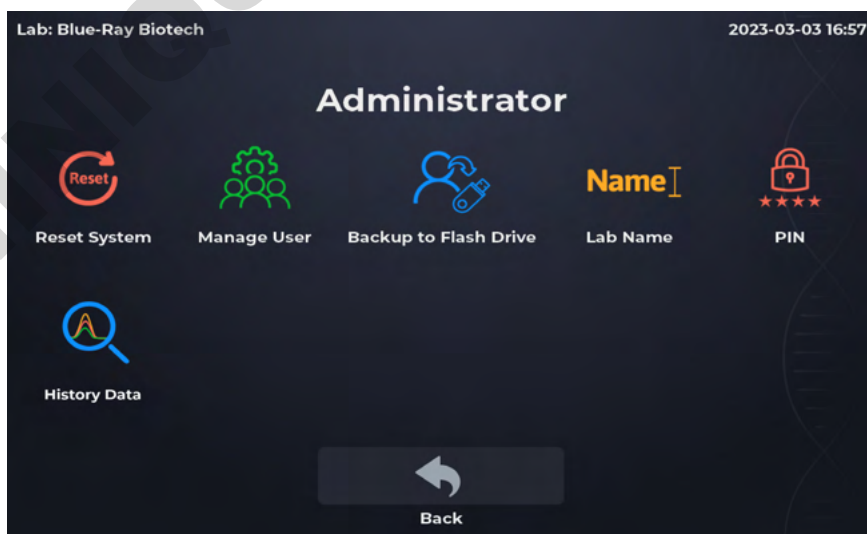 Lab: Blue-Ray Biotech 2023-03-03 16:57
Administrator
Reset
Name
****
Reset System Manage User Backup to Flash Drive Lab Name PIN
History Data
Back